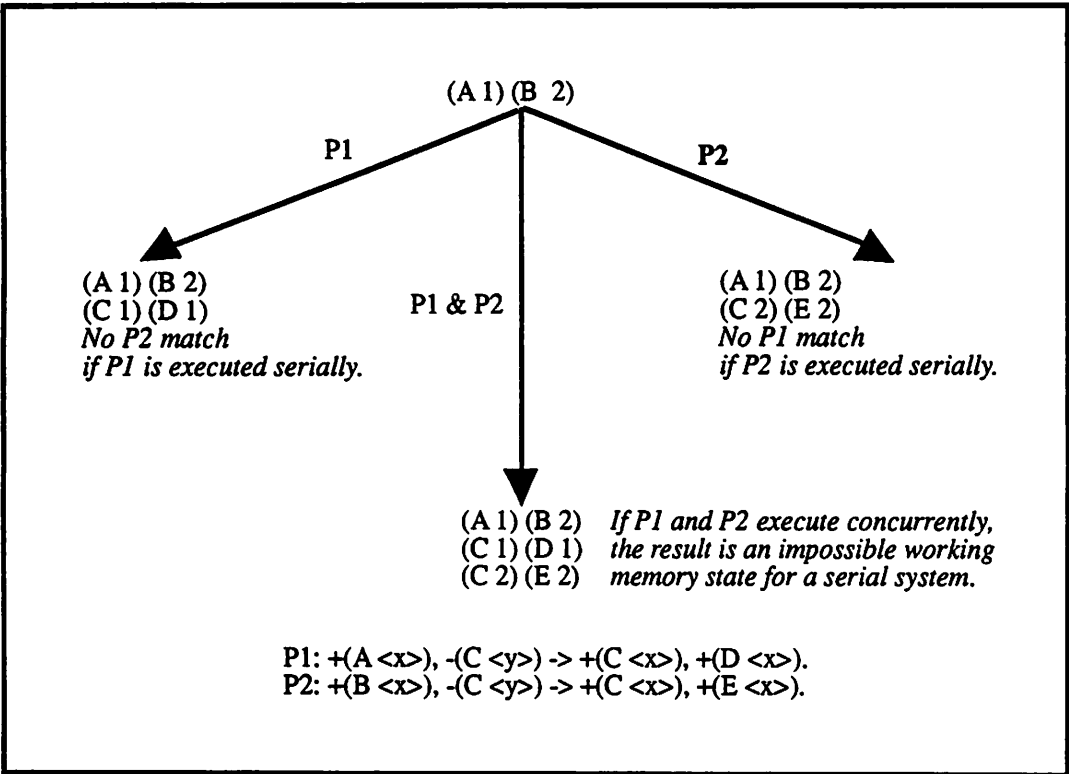 (A 1) (B 2)
P1
P2
(A 1) (B 2)
(C 1) (D 1)
No P2 match
if P1 is executed serially.
P1 & P2
(A 1) (B 2)
(C 2) (E 2)
No P1 match
if P2 is executed serially.
(A 1) (B 2) If P1 and P2 execute concurrently,
(C 1) (D 1) the result is an impossible working
(C 2) (E 2) memory state for a serial system.
P1: +(A <x>), -(C <y>) -> +(C <x>), +(D <x>).
P2: +(B <x>), -(C <y>) -> +(C <x>), +(E <x>).